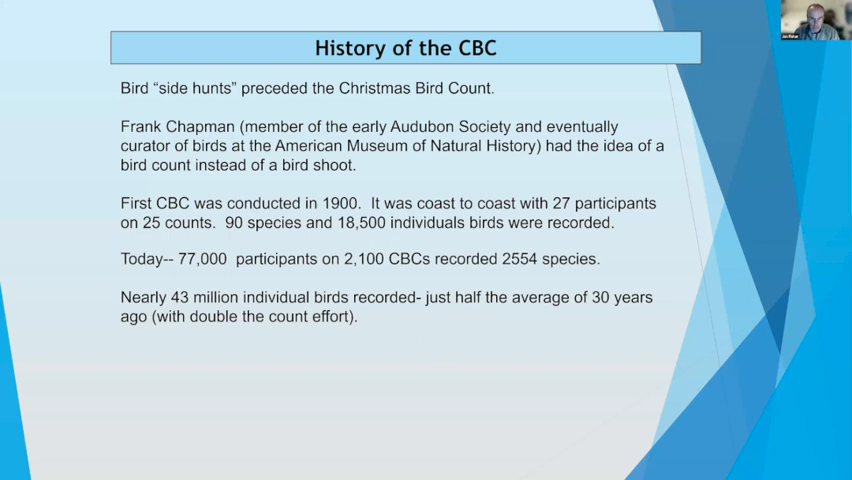 History of the CBC
Bird “side hunts” preceded the Christmas Bird Count.
Frank Chapman (member of the early Audubon Society and eventually
curator of birds at the American Museum of Natural History) had the idea of a
bird count instead of a bird shoot.
First CBC was conducted in 1900.  It was coast to coast with 27 participants
on 25 counts.  90 species and 18,500 individuals birds were recorded.
Today-- 77,000  participants on 2,100 CBCs recorded 2554 species.
Nearly 43 million individual birds recorded- just half the average of 30 years
ago (with double the count effort).